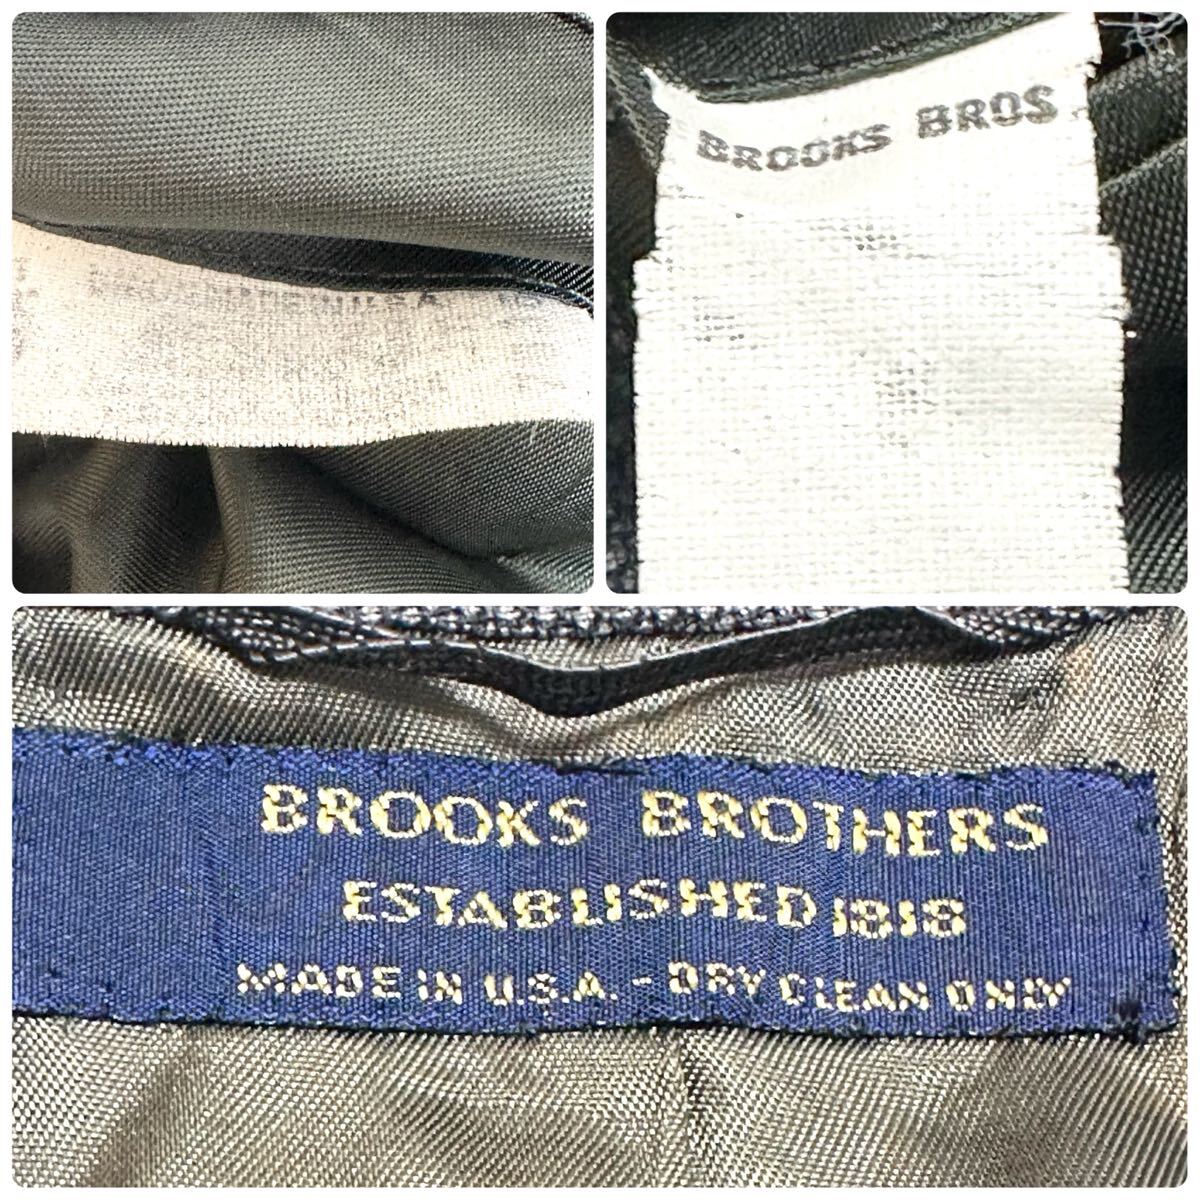 BROOKS BROS
BROOKS BROTHERS
ESTABLISHED 1818
MADE IN U.S.A. - DRY CLEAN ONLY